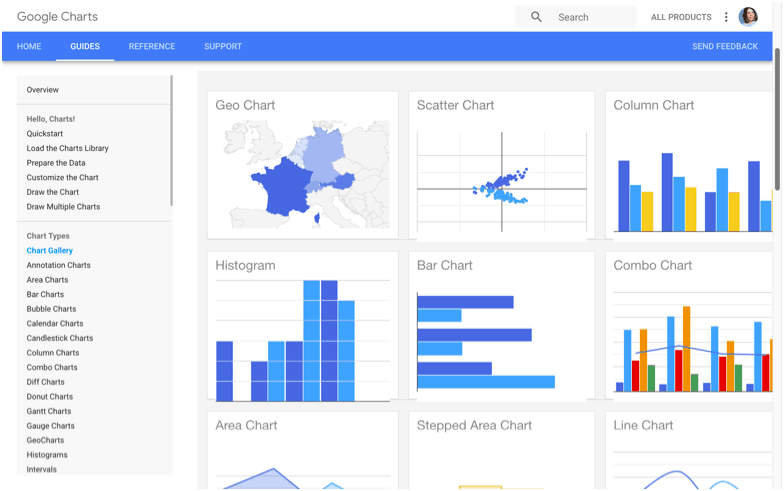 Google Charts
Search
ALL PRODUCTS
HOME
GUIDES
REFERENCE
SUPPORT
SEND FEEDBACK
Overview
Hello, Charts!
Quickstart
Load the Charts Library
Prepare the Data
Customize the Chart
Draw the Chart
Draw Multiple Charts
Chart Types
Chart Gallery
Annotation Charts
Area Charts
Bar Charts
Bubble Charts
Calendar Charts
Candlestick Charts
Column Charts
Combo Charts
Diff Charts
Donut Charts
Gantt Charts
Gauge Charts
GeoCharts
Histograms
Intervals
Geo Chart
Scatter Chart
Column Chart
Histogram
Bar Chart
Combo Chart
Area Chart
Stepped Area Chart
Line Chart